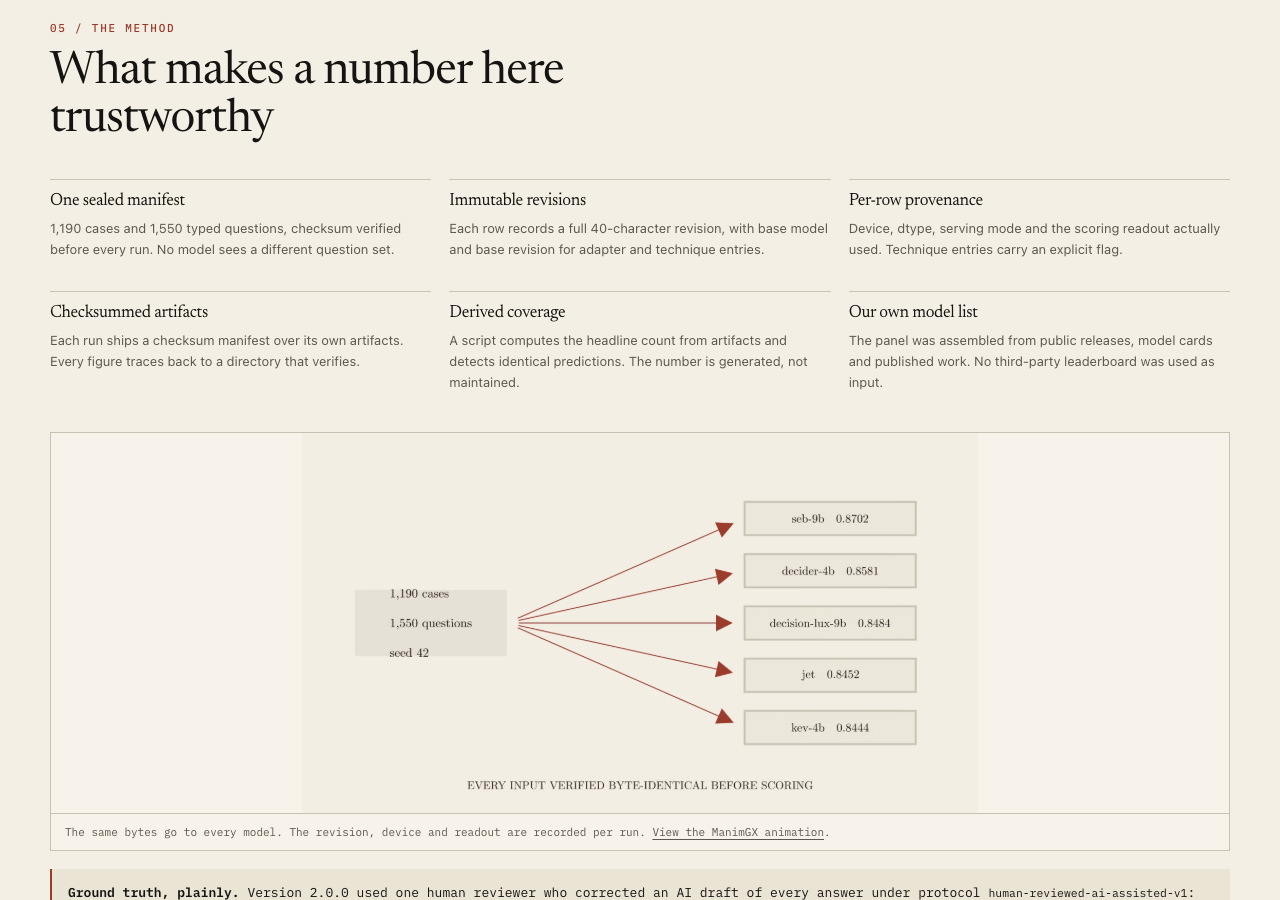 05 / THE METHOD
What makes a number here
trustworthy
One sealed manifest
1,190 cases and 1,550 typed questions, checksum verified
before every run. No model sees a different question set.
Immutable revisions
Each row records a full 40-character revision, with base model
and base revision for adapter and technique entries.
Per-row provenance
Device, dtype, serving mode and the scoring readout actually
used. Technique entries carry an explicit flag.
Checksummed artifacts
Each run ships a checksum manifest over its own artifacts.
Every figure traces back to a directory that verifies.
Derived coverage
A script computes the headline count from artifacts and
detects identical predictions. The number is generated, not
maintained.
Our own model list
The panel was assembled from public releases, model cards
and published work. No third-party leaderboard was used as
input.
1,190 cases
1,550 questions
seed 42
seb-9b 0.8702
decider-4b 0.8581
decision-lux-9b 0.8484
jet 0.8452
kev-4b 0.8444
EVERY INPUT VERIFIED BYTE-IDENTICAL BEFORE SCORING
The same bytes go to every model. The revision, device and readout are recorded per run. View the ManimGX animation.
Ground truth, plainly. Version 2.0.0 used one human reviewer who corrected an AI draft of every answer under protocol human-reviewed-ai-assisted-v1: